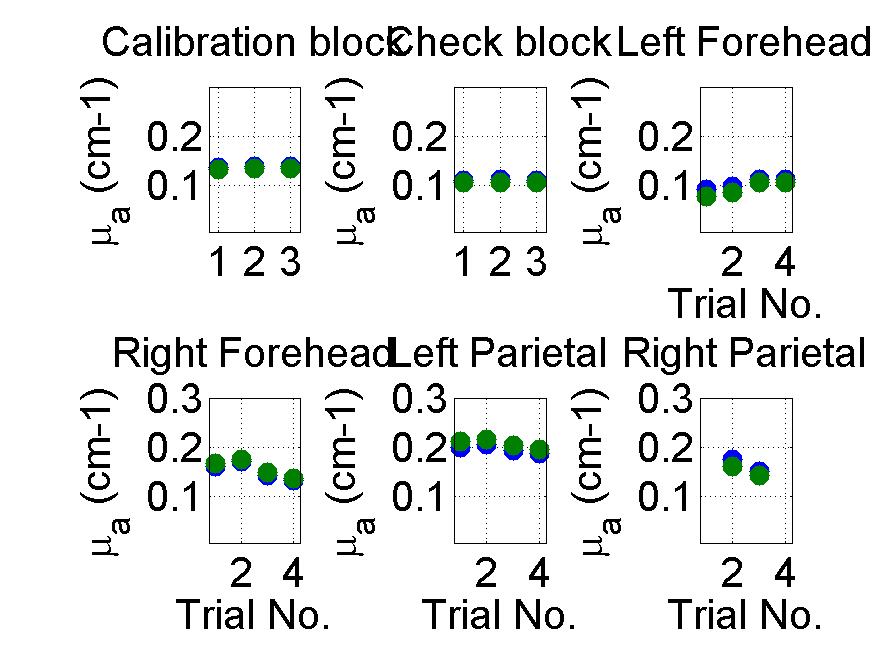 Calibration block
Check block
Left Forehead
μa (cm-1)
0.2
0.1
1 2 3
μa (cm-1)
0.2
0.1
1 2 3
μa (cm-1)
0.2
0.1
2 4
Trial No.
Right Forehead
Left Parietal
Right Parietal
μa (cm-1)
0.3
0.2
0.1
2 4
Trial No.
μa (cm-1)
0.3
0.2
0.1
2 4
Trial No.
μa (cm-1)
0.3
0.2
0.1
2 4
Trial No.